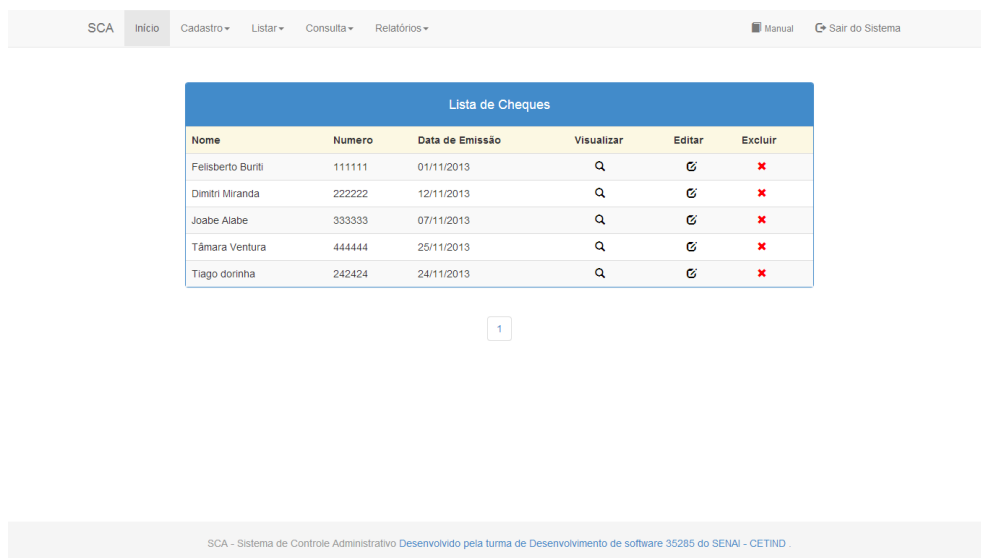 SCA Início Cadastro Listar Consulta Relatórios Manual Sair do Sistema
Lista de Cheques
Nome Numero Data de Emissão Visualizar Editar Excluir
Felisberto Buriti 111111 01/11/2013
Dimitri Miranda 222222 12/11/2013
Joabe Alabe 333333 07/11/2013
Tâmara Ventura 444444 25/11/2013
Tiago dorinha 242424 24/11/2013
1
SCA - Sistema de Controle Administrativo Desenvolvido pela turma de Desenvolvimento de software 35285 do SENAI - CETIND .